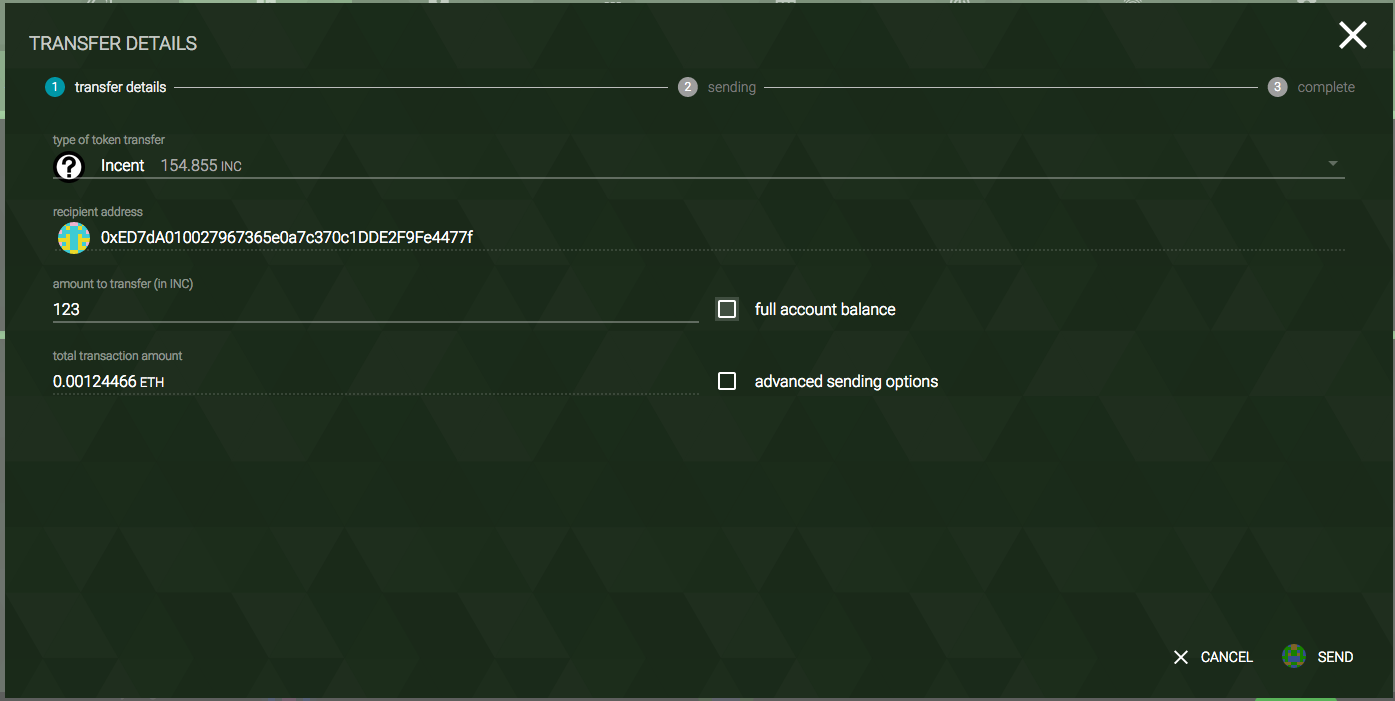 TRANSFER DETAILS
1 transfer details 2 sending 3 complete
type of token transfer
? Incent 154.855 INC
recipient address
0xED7dA010027967365e0a7c370c1DDE2F9Fe4477f
amount to transfer (in INC)
123 full account balance
total transaction amount
0.00124466 ETH advanced sending options
CANCEL SEND